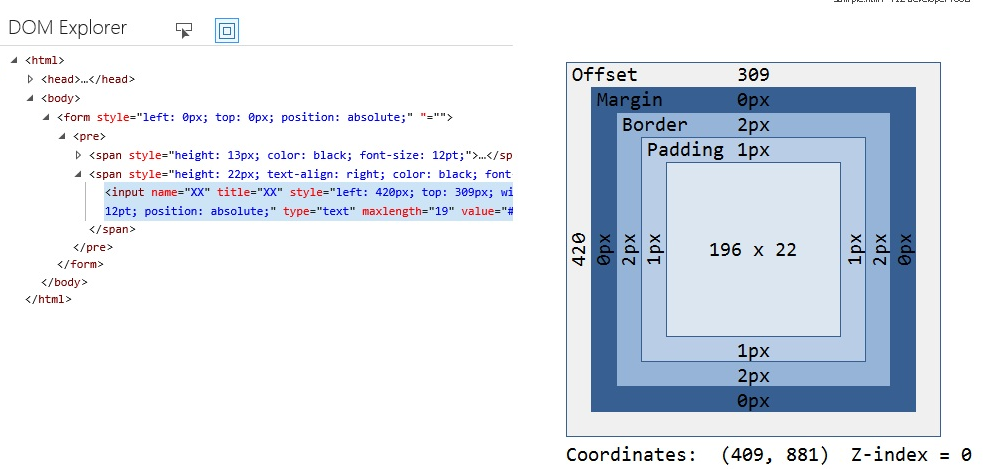 DOM Explorer
<html>
<head>…</head>
<body>
<form style="left: 0px; top: 0px; position: absolute;" "="">
<pre>
<span style="height: 13px; color: black; font-size: 12pt;">…</sp
<span style="height: 22px; text-align: right; color: black; font
<input name="XX" title="XX" style="left: 420px; top: 309px; wi
12pt; position: absolute;" type="text" maxlength="19" value="#
</span>
</pre>
</form>
</body>
</html>
Offset 309
Margin 0px
Border 2px
Padding 1px
420 0px 2px 1px 196 x 22 1px 2px 0px
1px
2px
0px
Coordinates: (409, 881) Z-index = 0